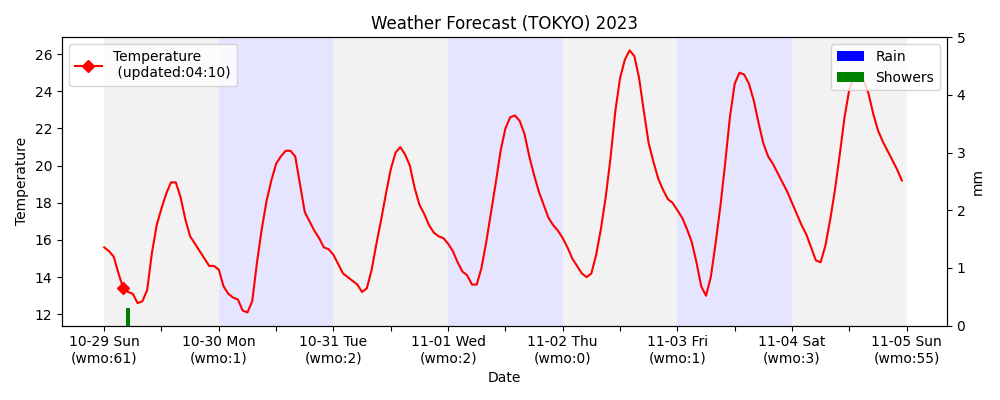 Weather Forecast (TOKYO) 2023
Temperature
(updated:04:10)
Rain
Showers
Temperature
26
24
22
20
18
16
14
12
5
4
3
2
1
0
mm
10-29 Sun
(wmo:61)
10-30 Mon
(wmo:1)
10-31 Tue
(wmo:2)
11-01 Wed
(wmo:2)
11-02 Thu
(wmo:0)
11-03 Fri
(wmo:1)
11-04 Sat
(wmo:3)
11-05 Sun
(wmo:55)
Date